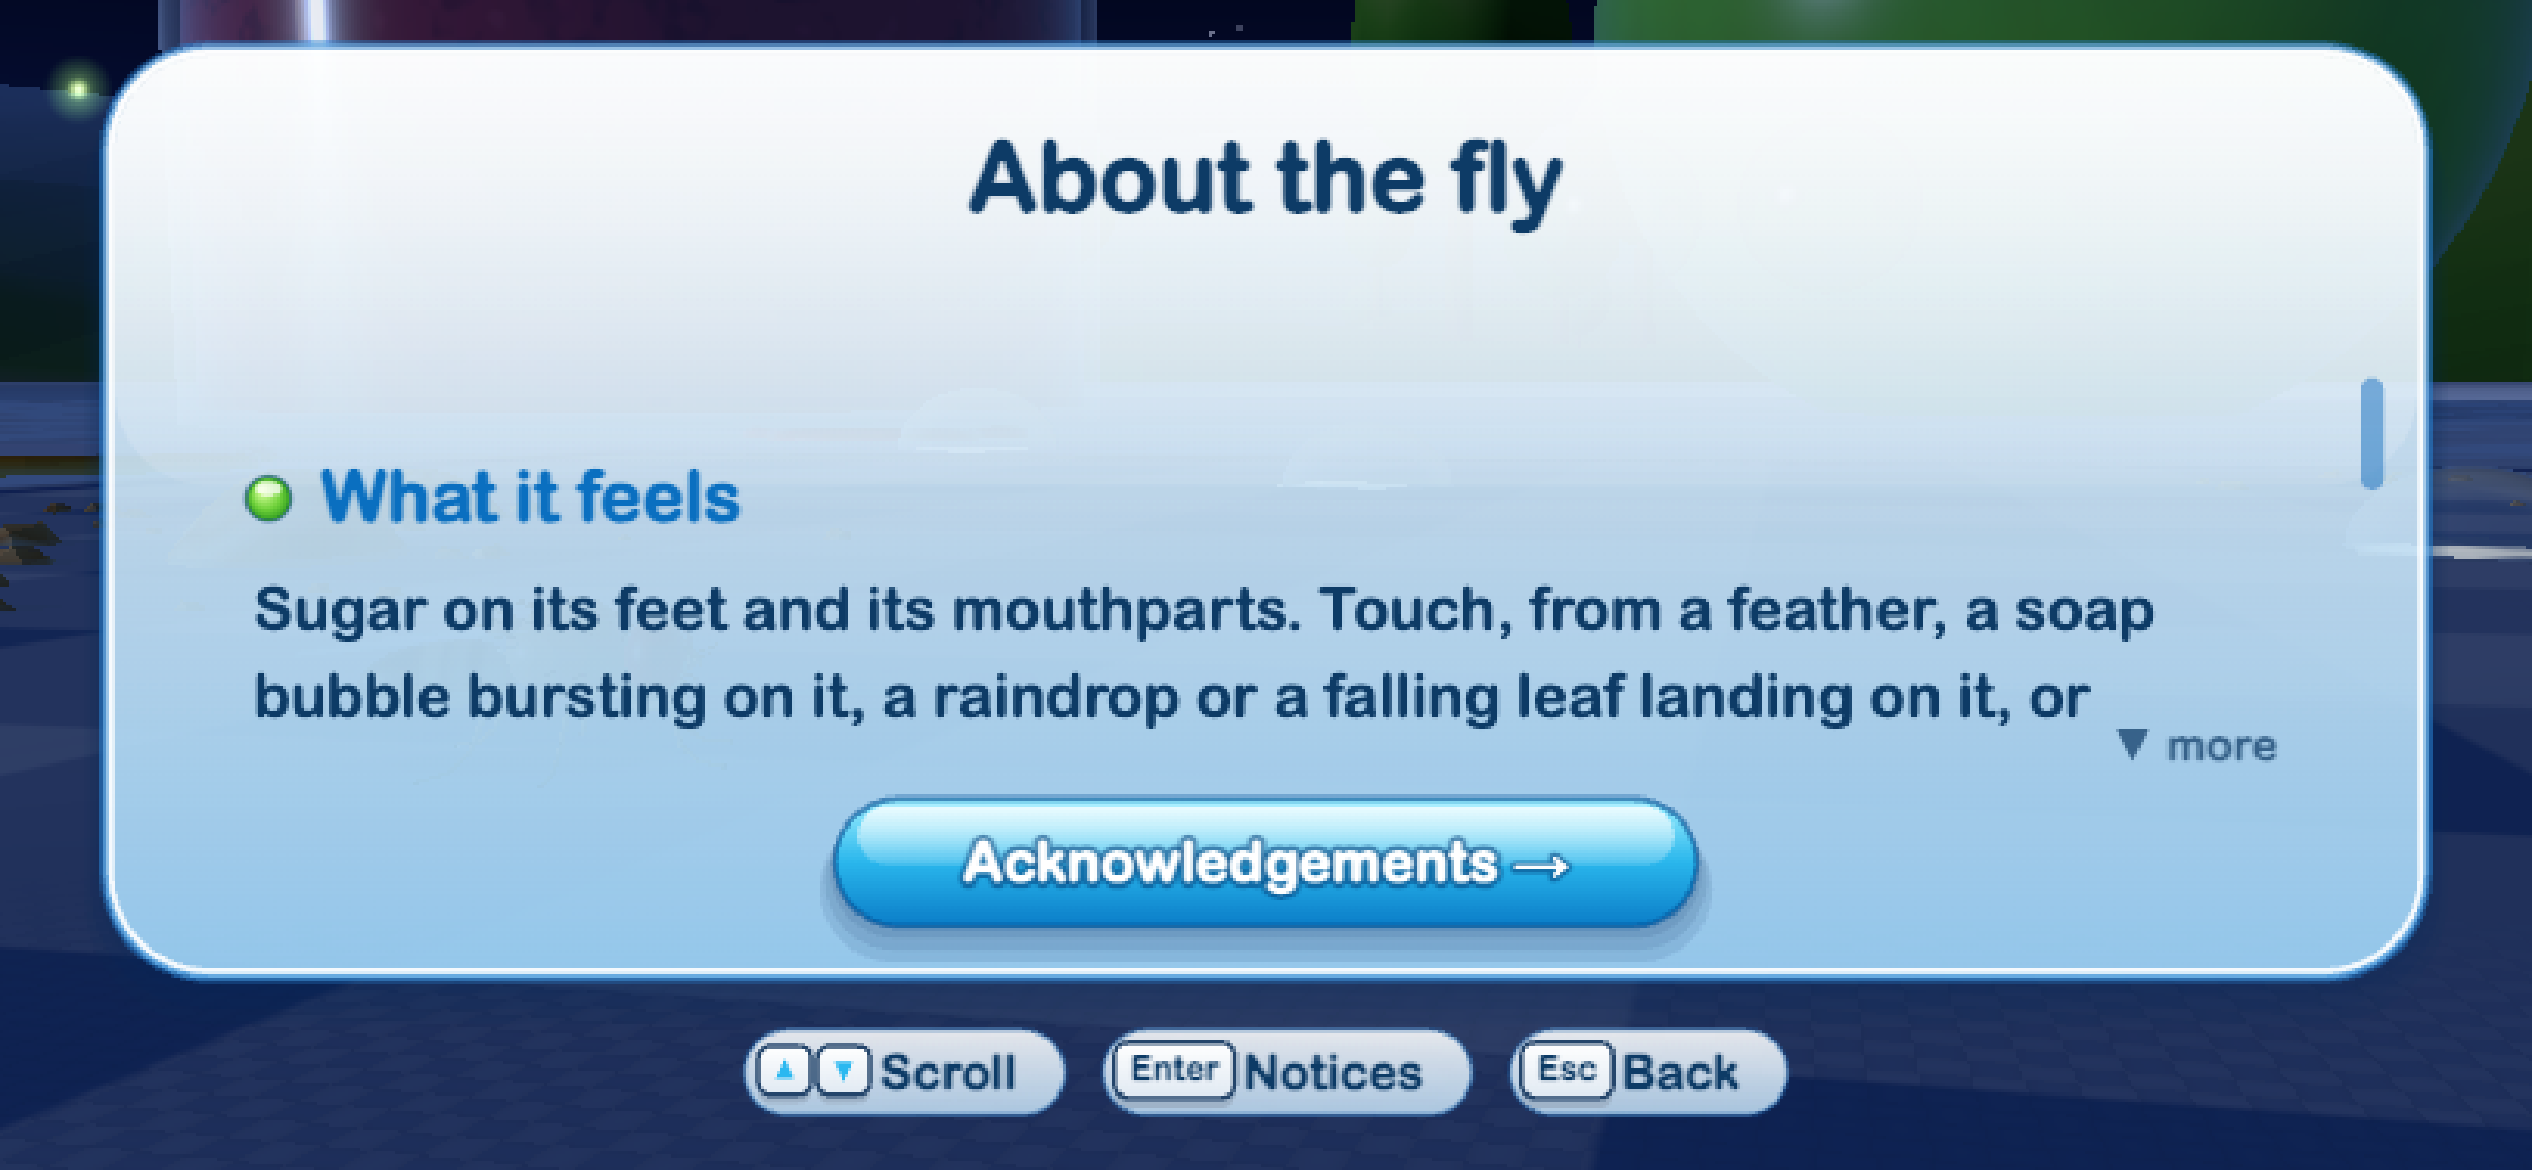 About the fly
What it feels
Sugar on its feet and its mouthparts. Touch, from a feather, a soap
bubble bursting on it, a raindrop or a falling leaf landing on it, or
▼ more
Acknowledgements →
▲ ▼ Scroll
Enter Notices
Esc Back